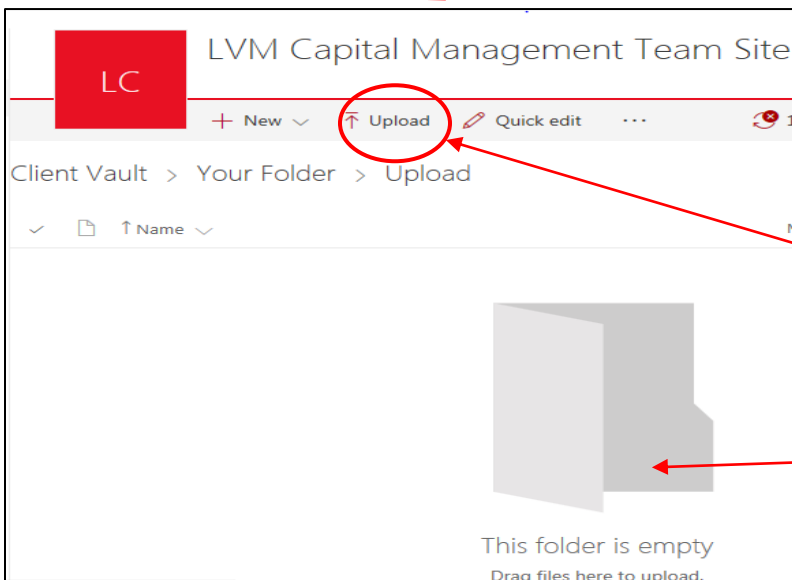 LVM Capital Management Team Site
LC
+ New Upload Quick edit ...
Client Vault > Your Folder > Upload
↑ Name
This folder is empty
Drag files here to upload.